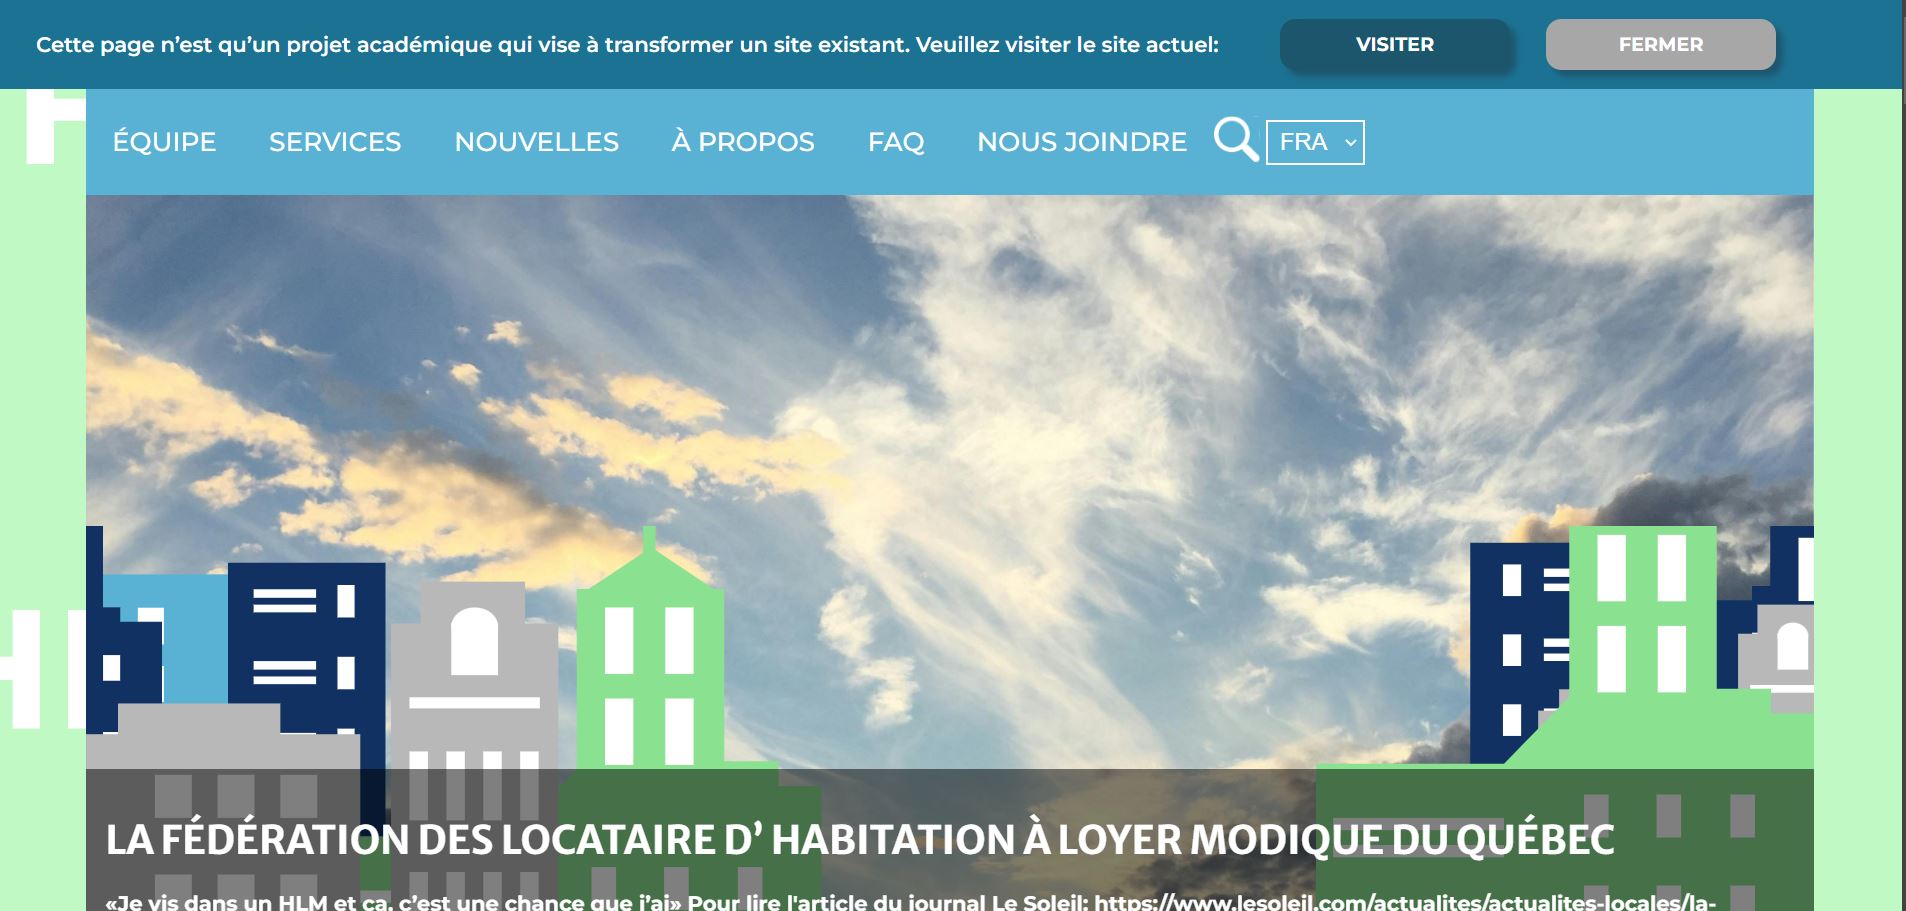 Cette page n’est qu’un projet académique qui vise à transformer un site existant. Veuillez visiter le site actuel:
VISITER
FERMER
ÉQUIPE
SERVICES
NOUVELLES
À PROPOS
FAQ
NOUS JOINDRE
FRA
LA FÉDÉRATION DES LOCATAIRE D’ HABITATION À LOYER MODIQUE DU QUÉBEC
«Je vis dans un HLM et ça, c’est une chance que j’ai» Pour lire l'article du journal Le Soleil: https://www.lesoleil.com/actualites/actualites-locales/la-